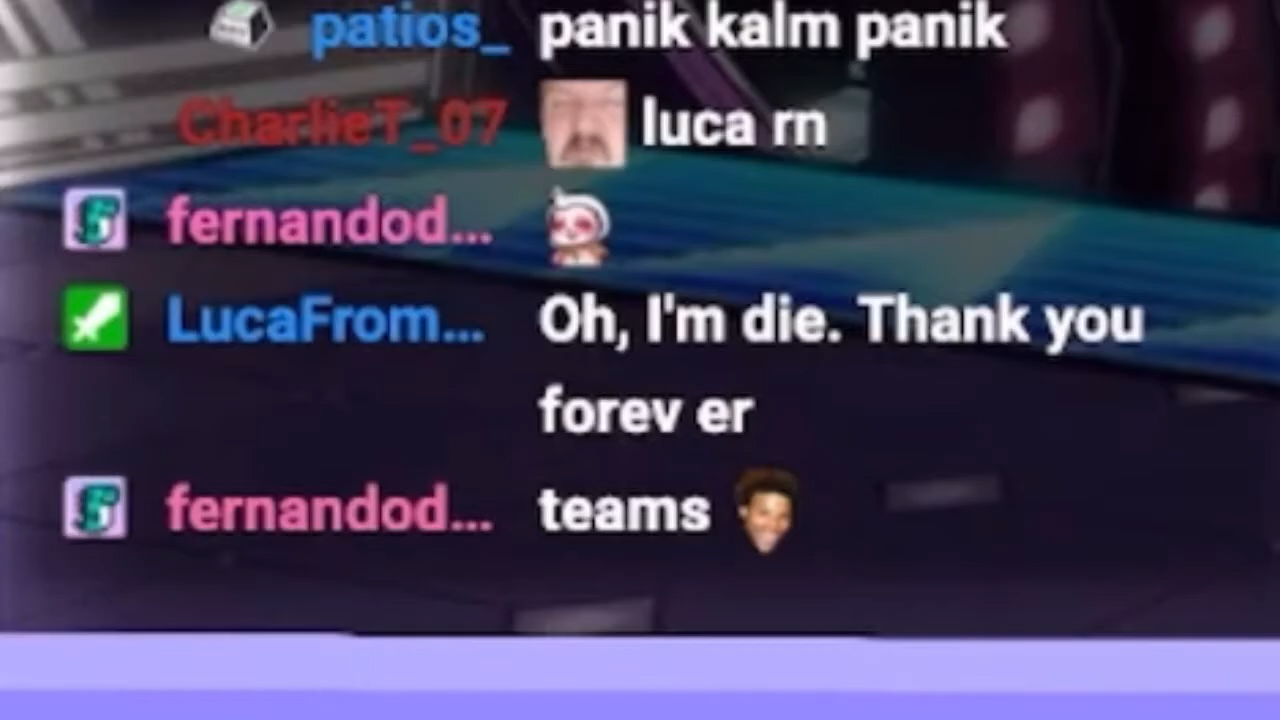 patios_ panik kalm panik
CharlieT_07 luca rn
fernandod...
LucaFrom... Oh, I'm die. Thank you
forev er
fernandod... teams